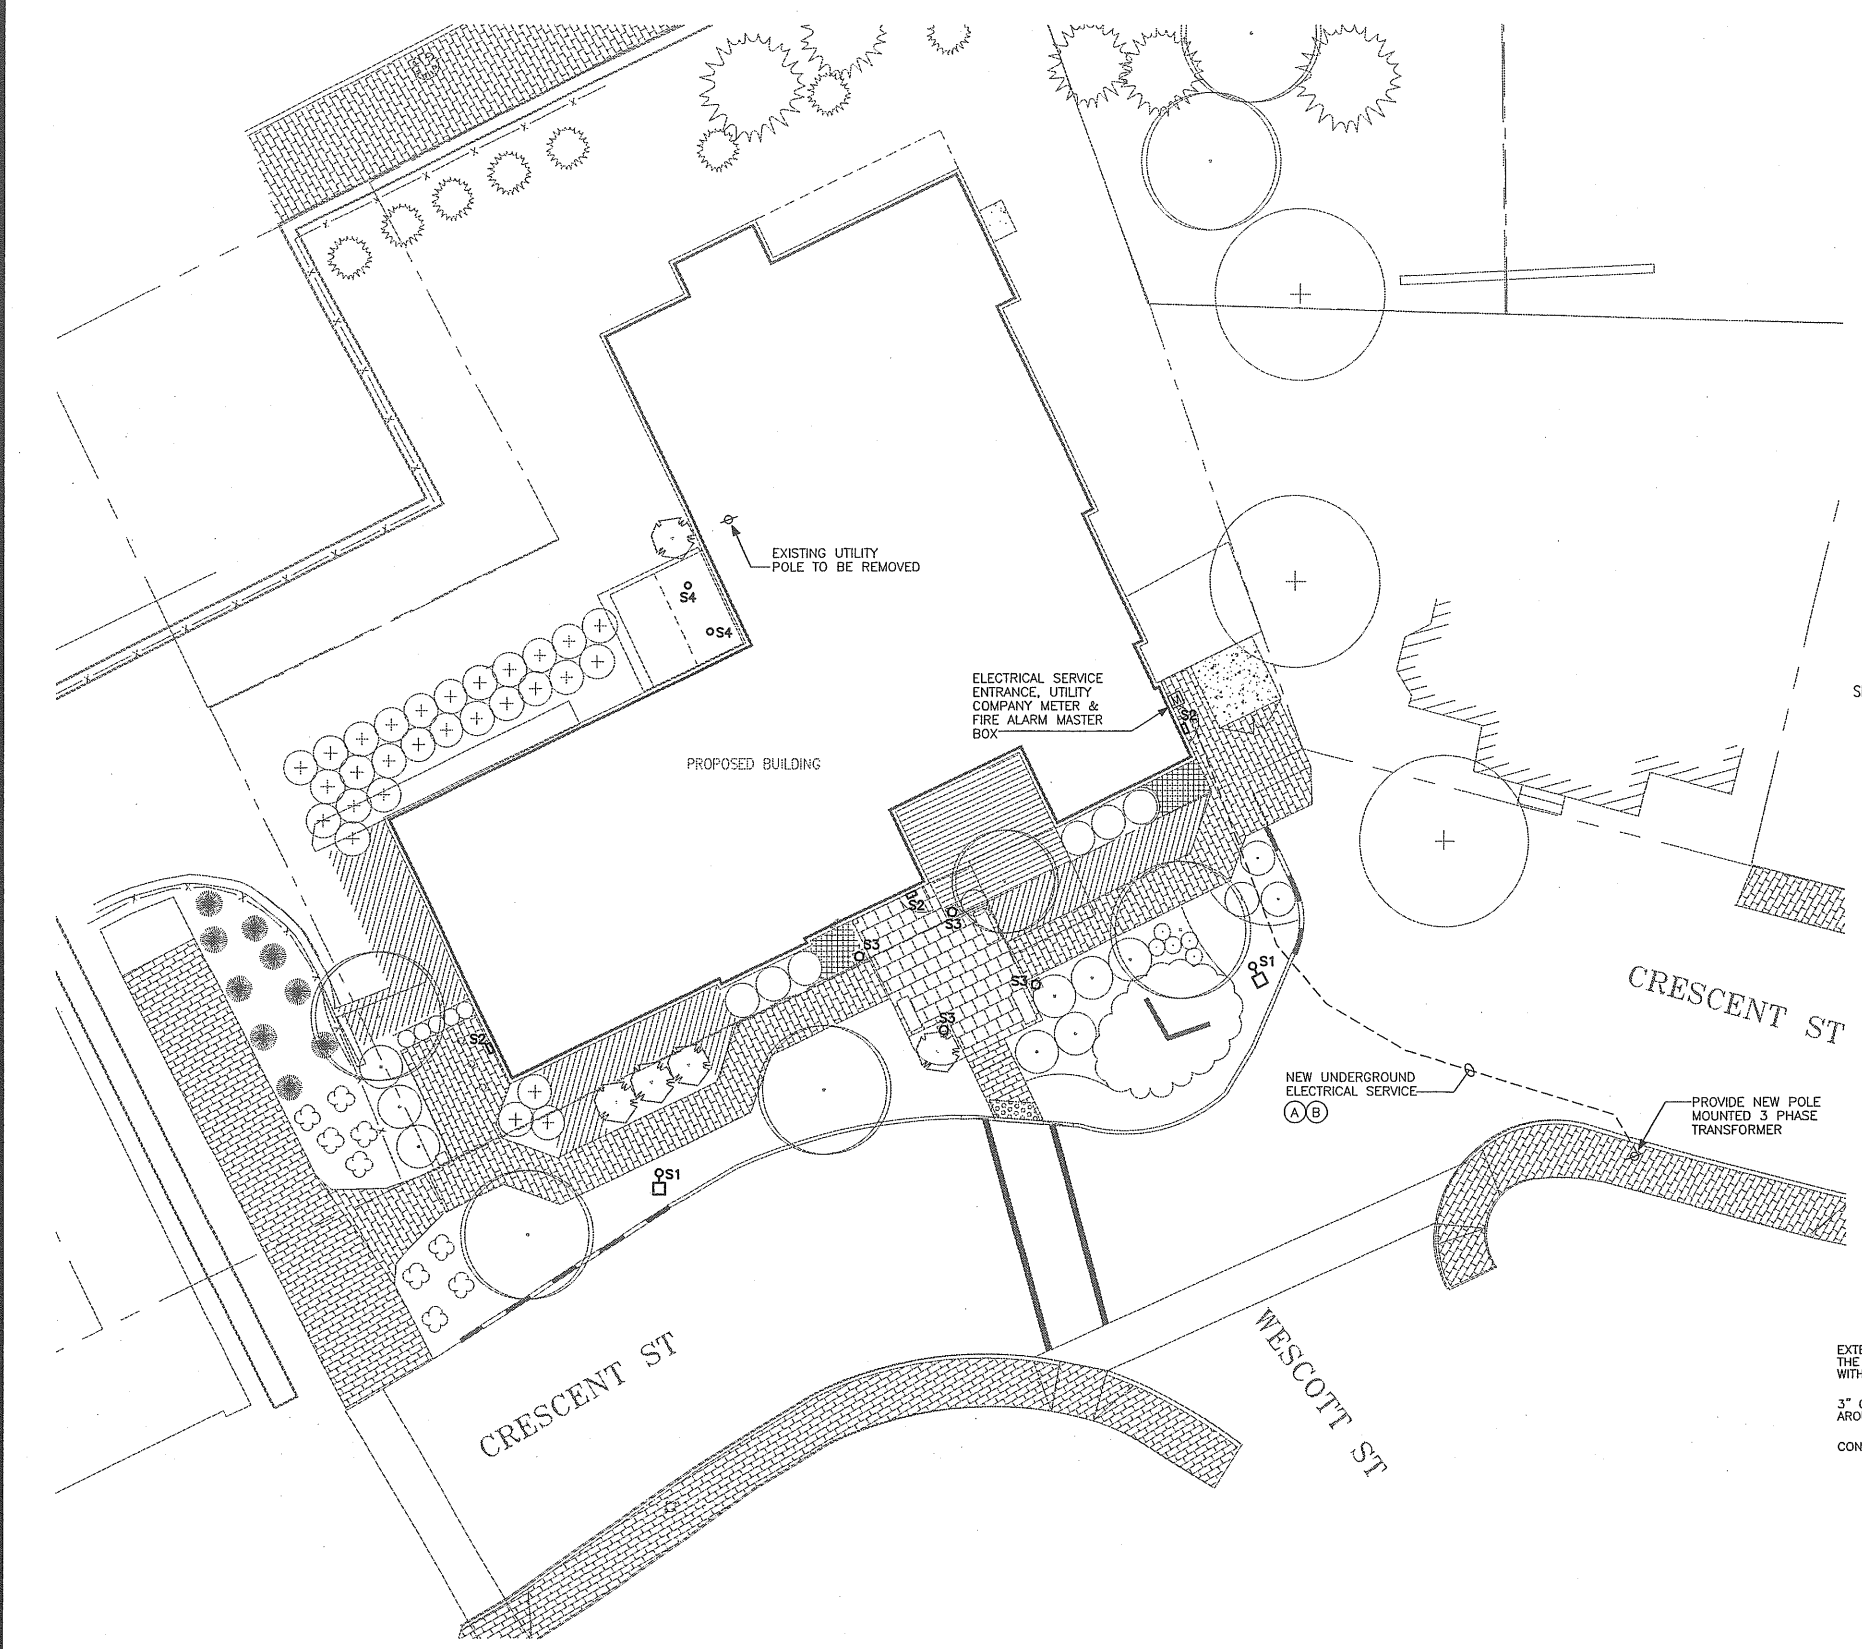 EXISTING UTILITY
POLE TO BE REMOVED
S4
S4
ELECTRICAL SERVICE
ENTRANCE, UTILITY
COMPANY METER &
FIRE ALARM MASTER
BOX
S2
PROPOSED BUILDING
S2
S3
S3
S3
S3
S1
S2
S1
CRESCENT ST
NEW UNDERGROUND
ELECTRICAL SERVICE
A B
PROVIDE NEW POLE
MOUNTED 3 PHASE
TRANSFORMER
CRESCENT ST
WESCOTT ST
THE
3"